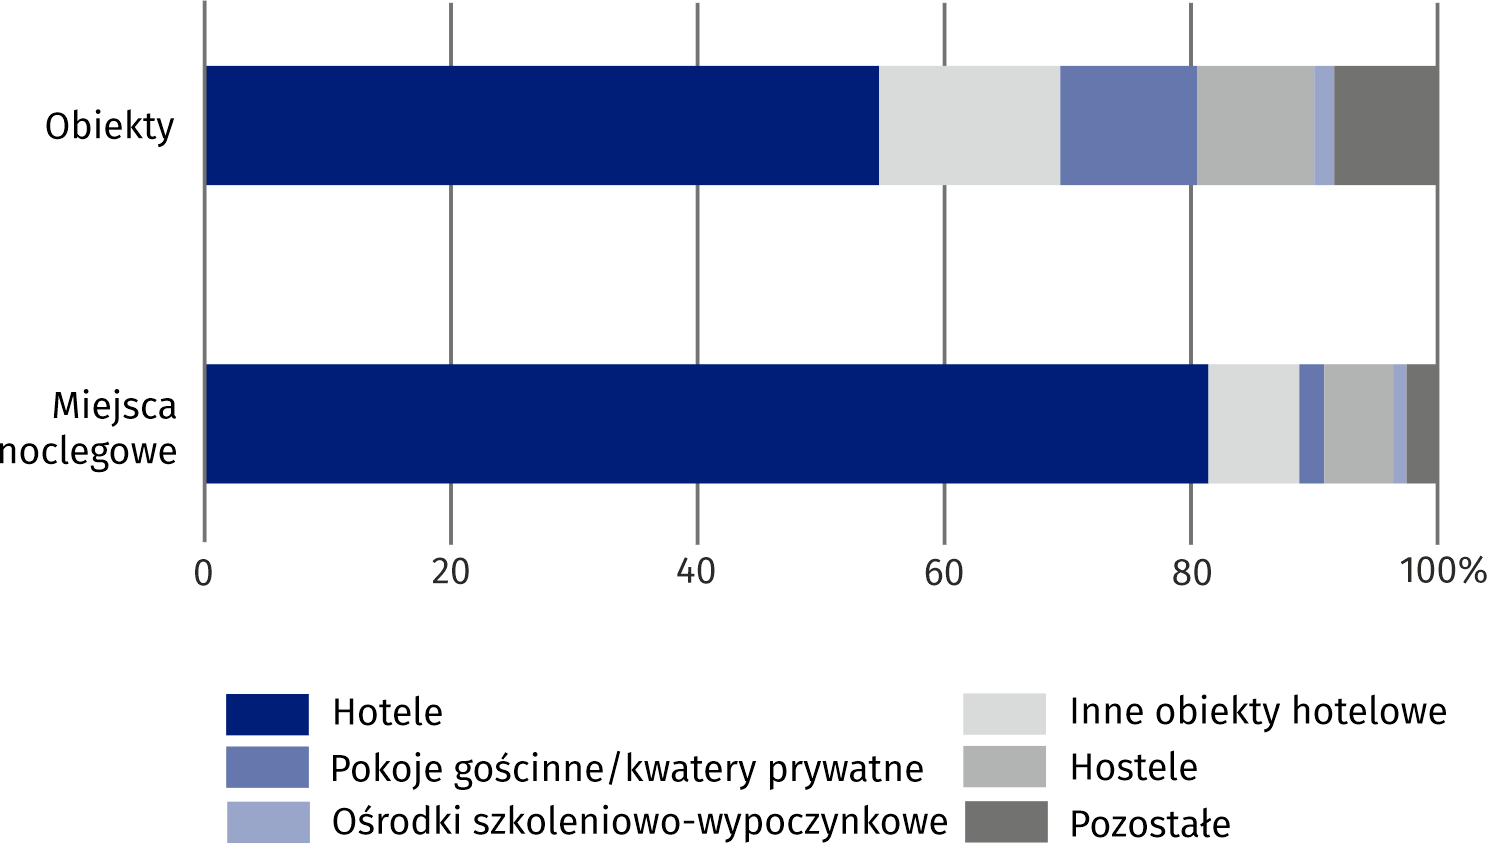 Obiekty
Miejsca
noclegowe
0 20 40 60 80 100%
Hotele
Inne obiekty hotelowe
Pokoje gościnne/kwatery prywatne
Hostele
Ośrodki szkoleniowo-wypoczynkowe
Pozostałe